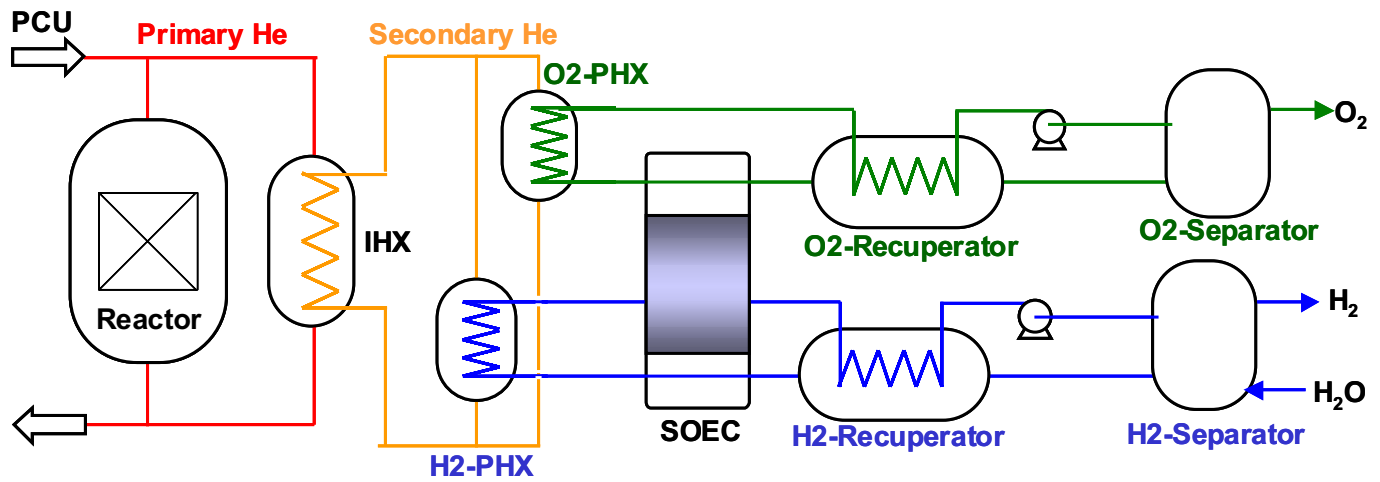 PCU
Primary He
Secondary He
O2-PHX
O₂
IHX
O2-Recuperator
O2-Separator
Reactor
H₂
H₂O
SOEC
H2-Recuperator
H2-Separator
H2-PHX